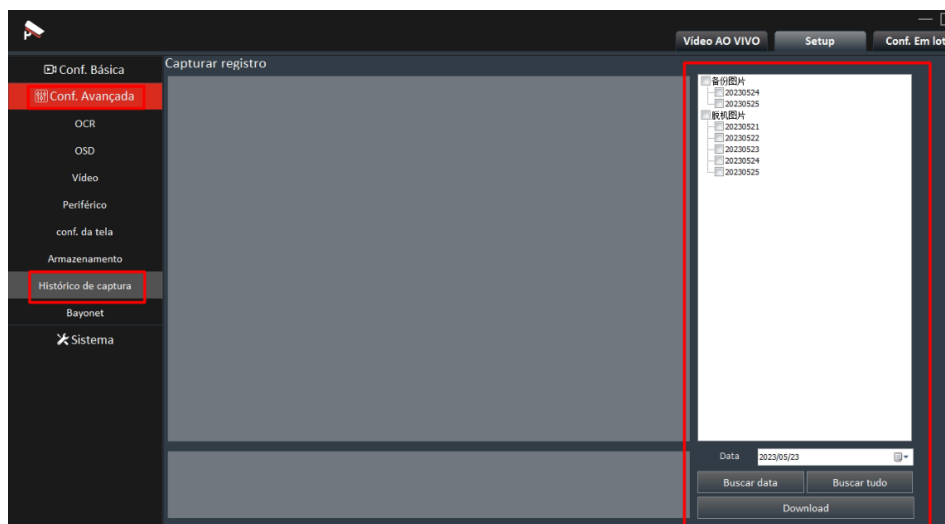 Vídeo AO VIVO
Setup
Conf. Em lot
Conf. Básica
Conf. Avançada
OCR
OSD
Vídeo
Periférico
conf. da tela
Armazenamento
Histórico de captura
Bayonet
Sistema
Capturar registro
备份图片
20230524
20230525
脱机图片
20230521
20230522
20230523
20230524
20230525
Data 2023/05/23
Buscar data Buscar tudo
Download